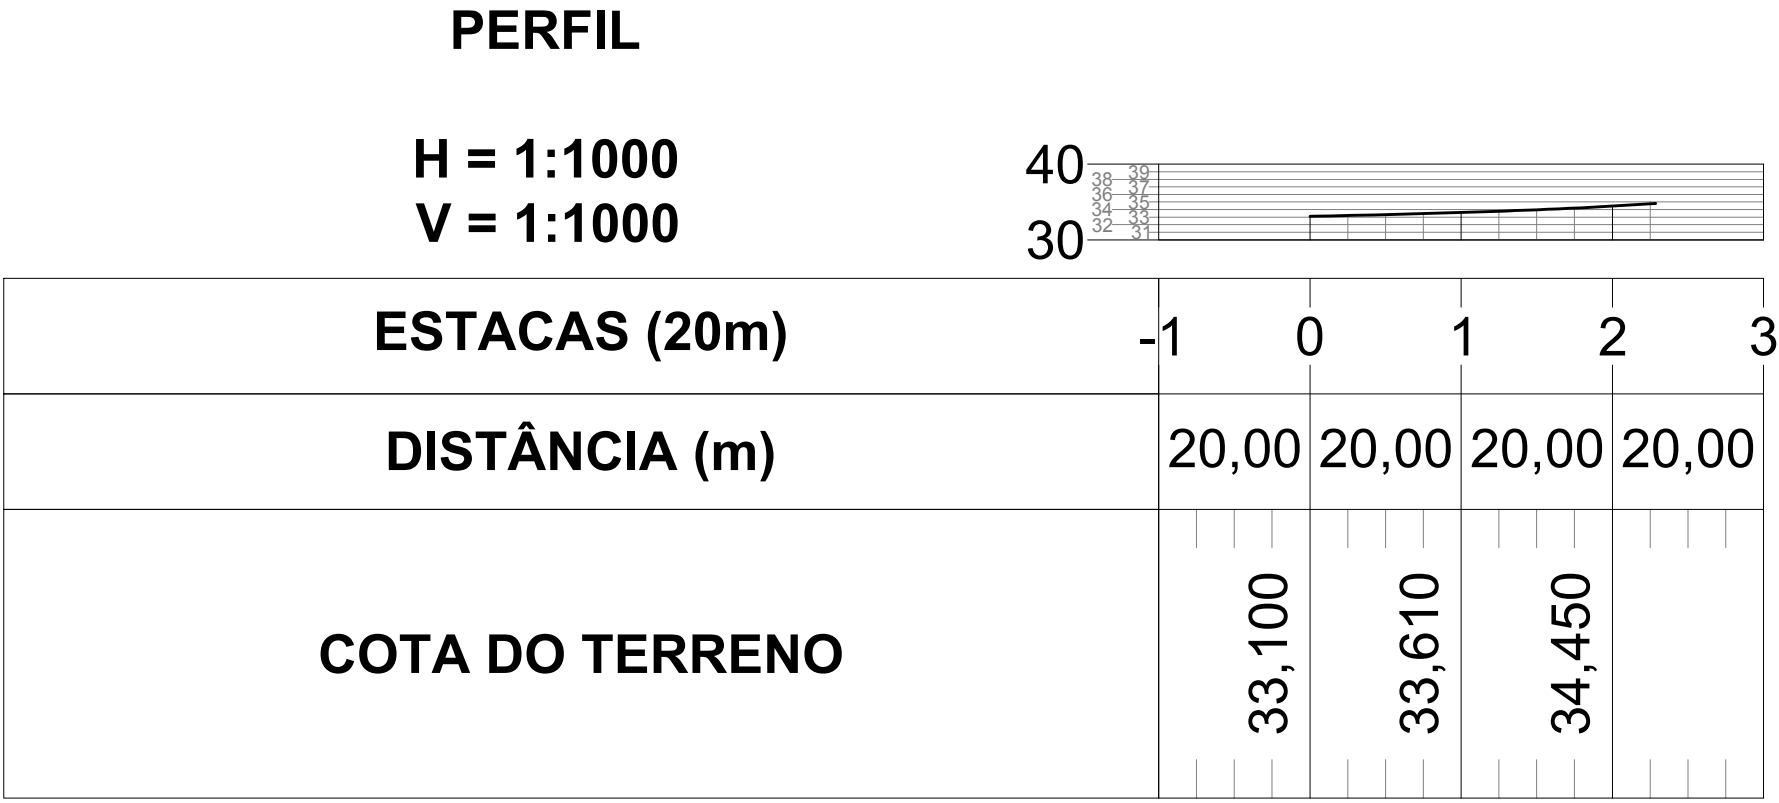 PERFIL
H = 1:1000
V = 1:1000
40
39
38
37
36
35
34
33
32
31
30
ESTACAS (20m) -1 0 1 2 3
DISTÂNCIA (m) 20,00 20,00 20,00 20,00
COTA DO TERRENO 33,100 33,610 34,450